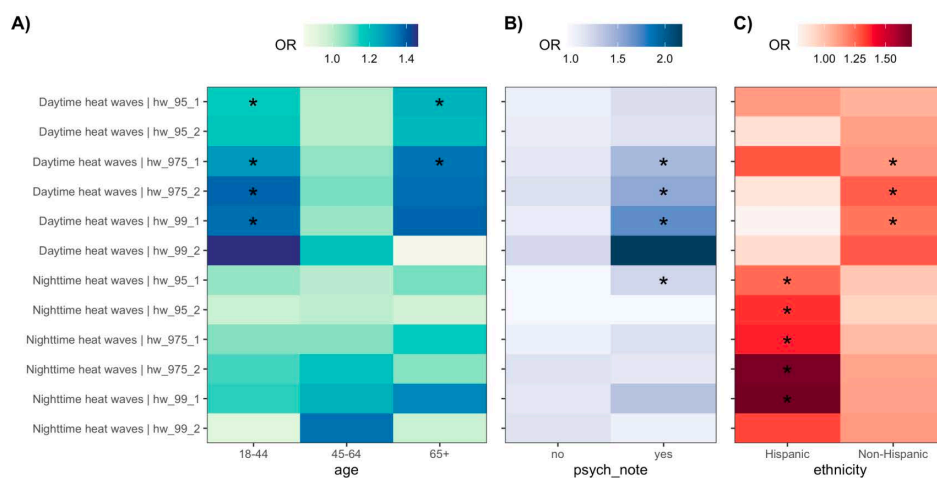 A)
OR
1.0 1.2 1.4
B)
OR
1.0 1.5 2.0
C)
OR
1.00 1.25 1.50
Daytime heat waves | hw_95_1
Daytime heat waves | hw_95_2
Daytime heat waves | hw_975_1
Daytime heat waves | hw_975_2
Daytime heat waves | hw_99_1
Daytime heat waves | hw_99_2
Nighttime heat waves | hw_95_1
Nighttime heat waves | hw_95_2
Nighttime heat waves | hw_975_1
Nighttime heat waves | hw_975_2
Nighttime heat waves | hw_99_1
Nighttime heat waves | hw_99_2
18-44 45-64 65+
age
no yes
psych_note
Hispanic Non-Hispanic
ethnicity